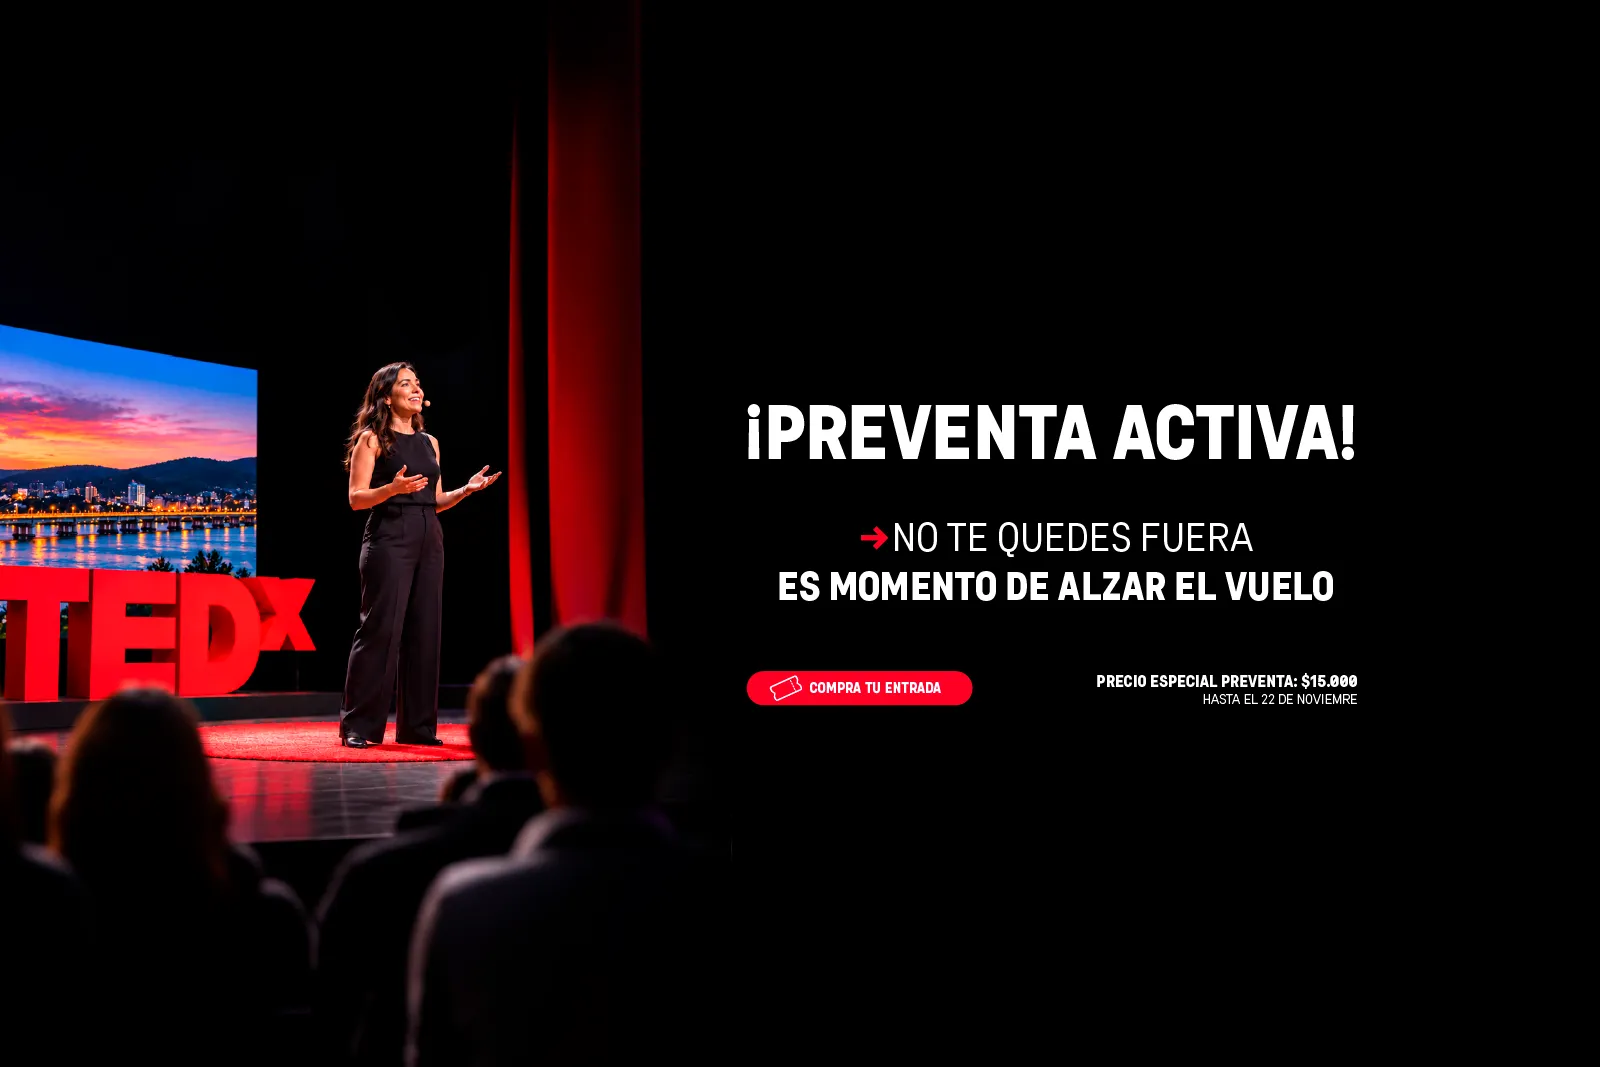 TEDx
¡PREVENTA ACTIVA!
→NO TE QUEDES FUERA
ES MOMENTO DE ALZAR EL VUELO
COMPRA TU ENTRADA
PRECIO ESPECIAL PREVENTA: $15.000
HASTA EL 22 DE NOVIEMRE